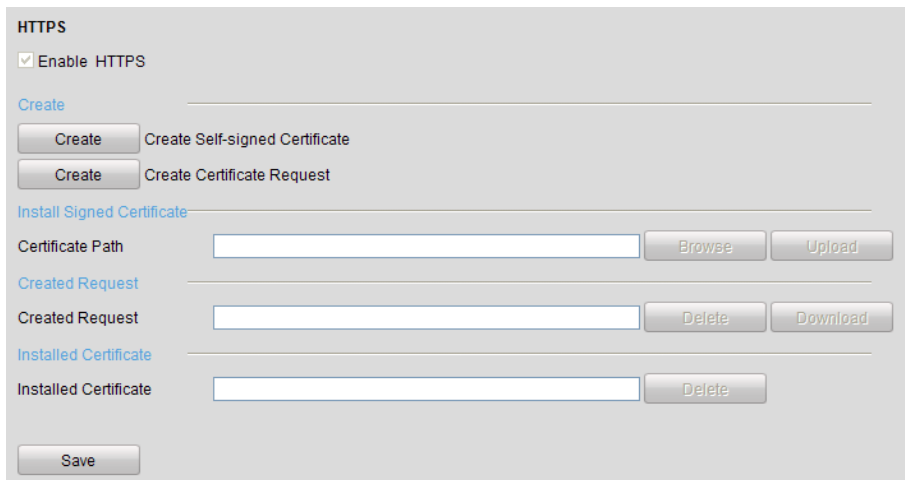 HTTPS
Enable HTTPS
Create
Create Create Self-signed Certificate
Create Create Certificate Request
Install Signed Certificate
Certificate Path Browse Upload
Created Request
Created Request Delete Download
Installed Certificate
Installed Certificate Delete
Save